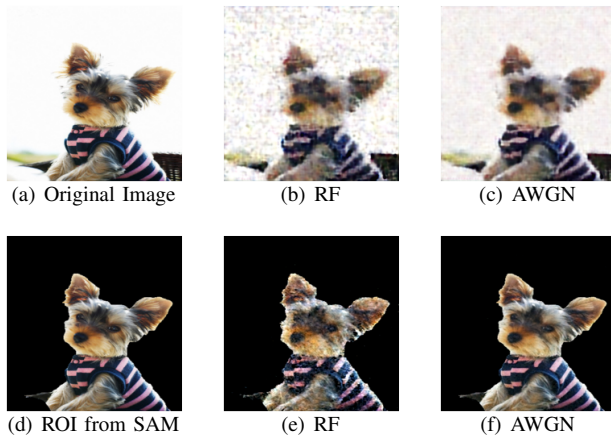 (a) Original Image
(b) RF
(c) AWGN
(d) ROI from SAM
(e) RF
(f) AWGN